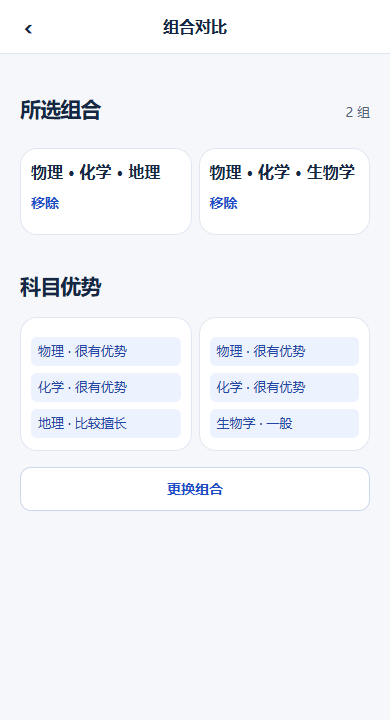 组合对比
所选组合
2 组
物理 · 化学 · 地理
移除
物理 · 化学 · 生物学
移除
科目优势
物理 · 很有优势
化学 · 很有优势
地理 · 比较擅长
物理 · 很有优势
化学 · 很有优势
生物学 · 一般
更换组合